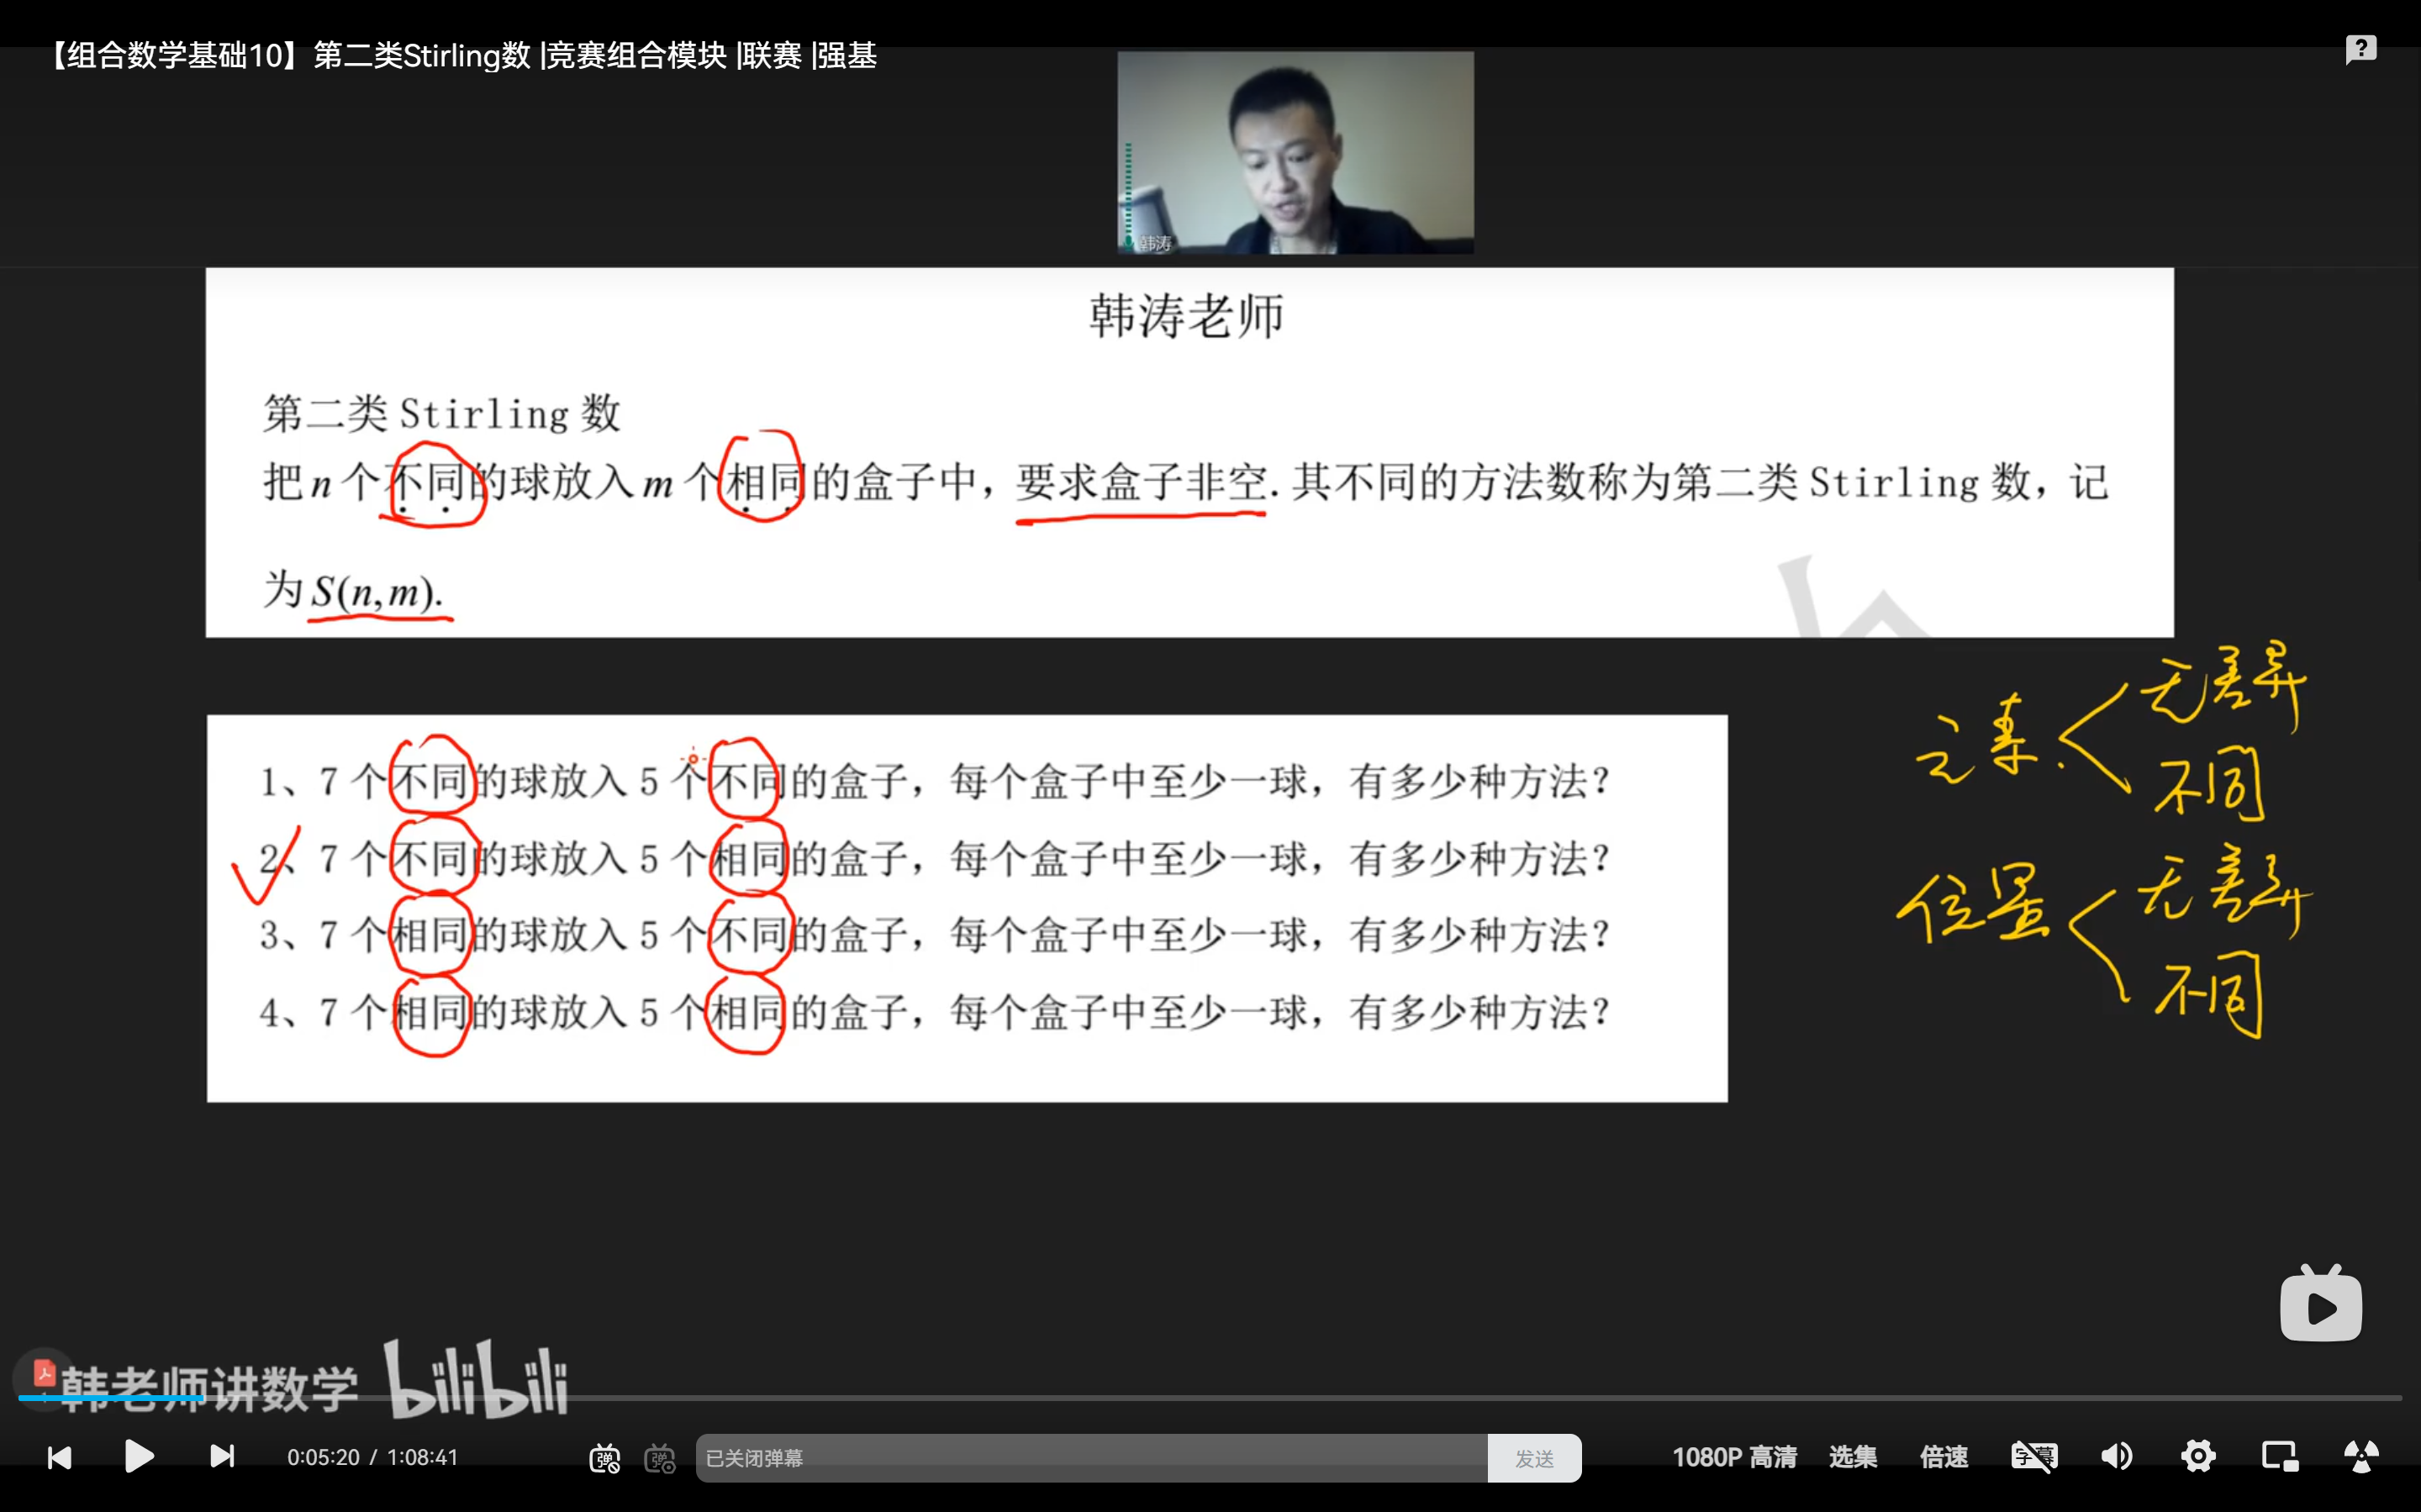 【组合数学基础10】第二类Stirling数 |竞赛组合模块 |联赛 |强基
韩涛
韩涛老师
第二类 Stirling 数
把 n 个不同的球放入 m 个相同的盒子中，要求盒子非空. 其不同的方法数称为第二类 Stirling 数，记
为 S(n,m).
1、7 个不同的球放入 5 个不同的盒子，每个盒子中至少一球，有多少种方法？
2、7 个不同的球放入 5 个相同的盒子，每个盒子中至少一球，有多少种方法？
3、7 个相同的球放入 5 个不同的盒子，每个盒子中至少一球，有多少种方法？
4、7 个相同的球放入 5 个相同的盒子，每个盒子中至少一球，有多少种方法？
元素
无差异
不同
位置
无差异
不同
韩老师讲数学 bilibili
0:05:20 / 1:08:41
弹
弹
已关闭弹幕
发送
1080P 高清
选集
倍速
字幕